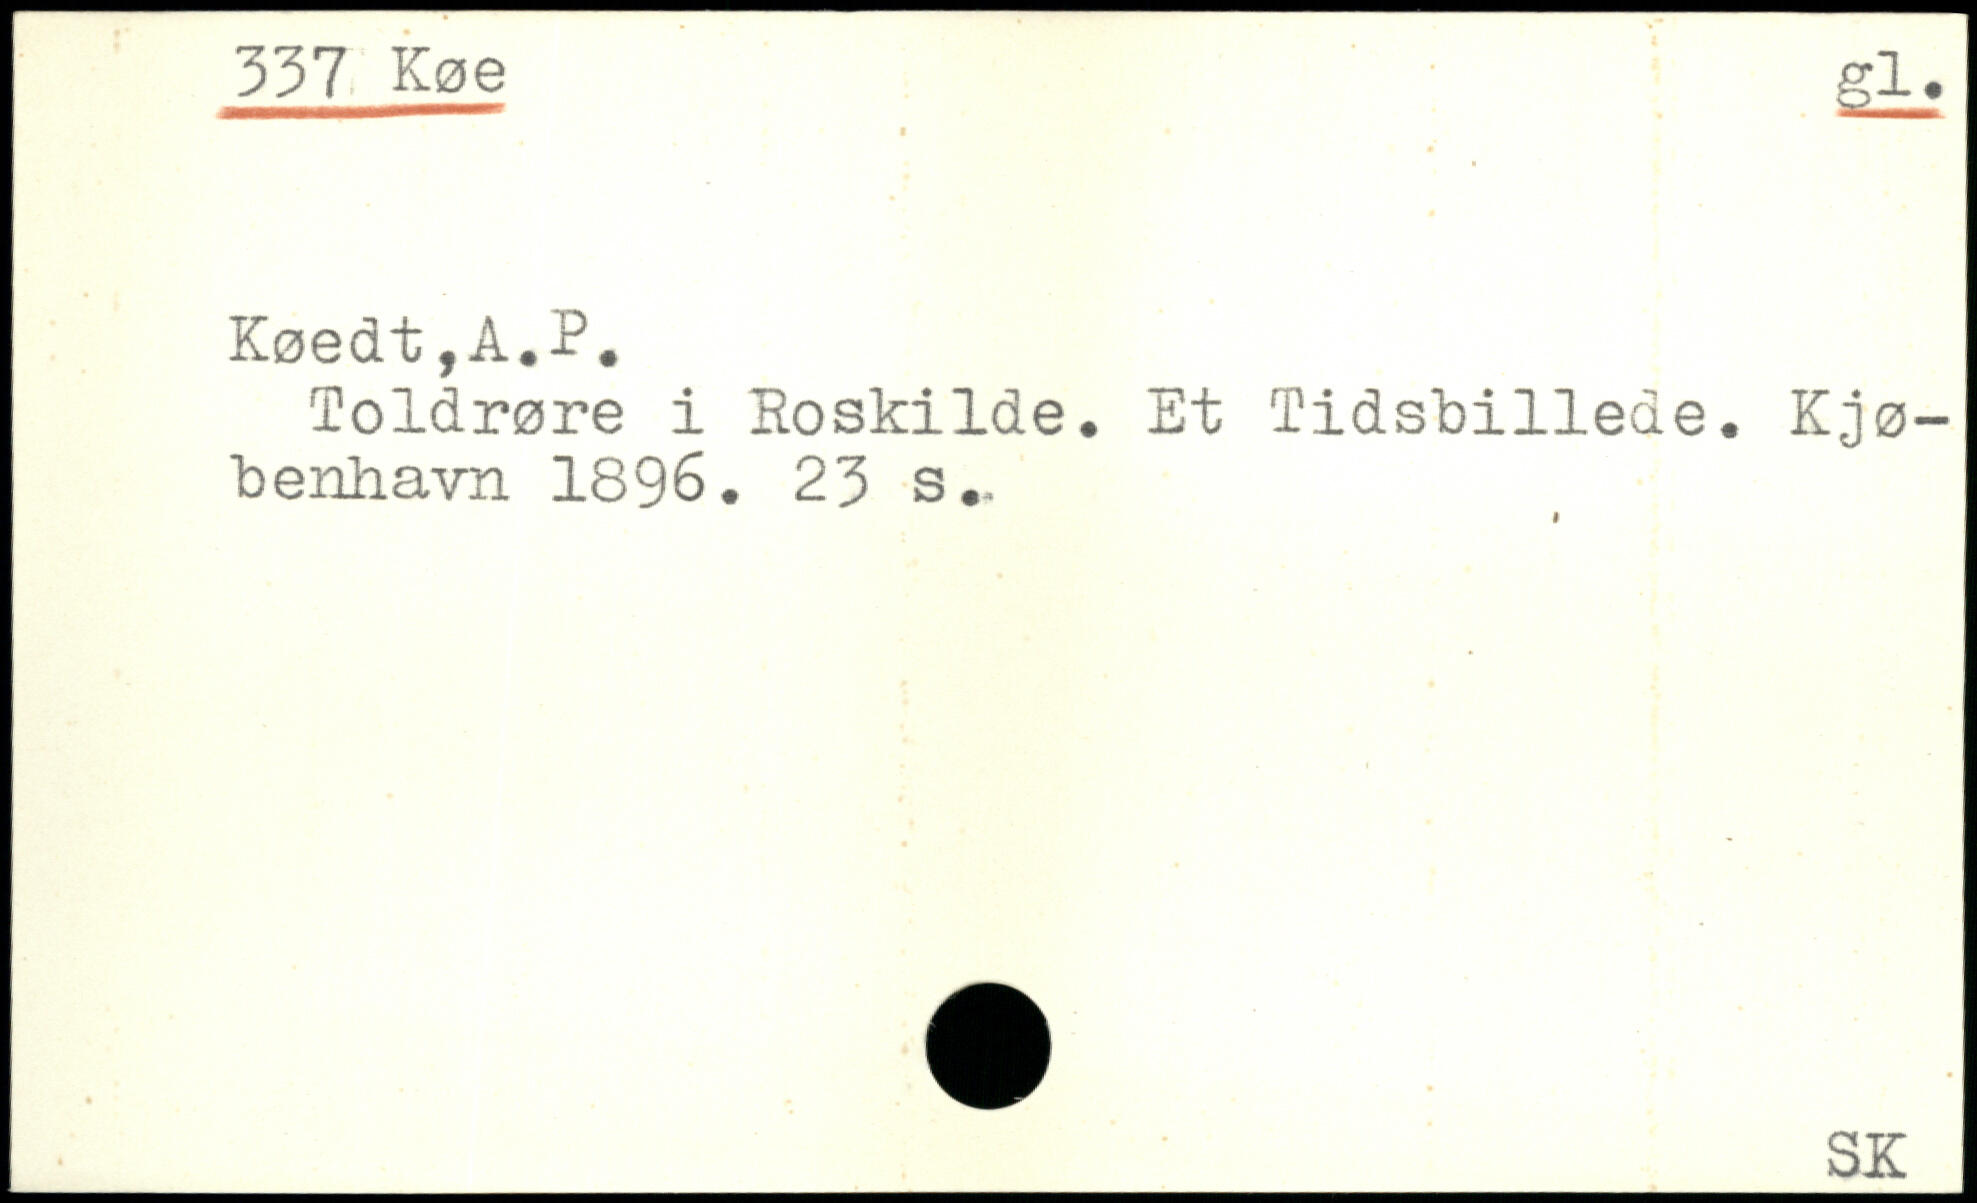 337 Køe gl.
Køedt,A.P.
Toldrøre i Roskilde. Et Tidsbillede. Kjø-
benhavn 1896. 23 s.
SK